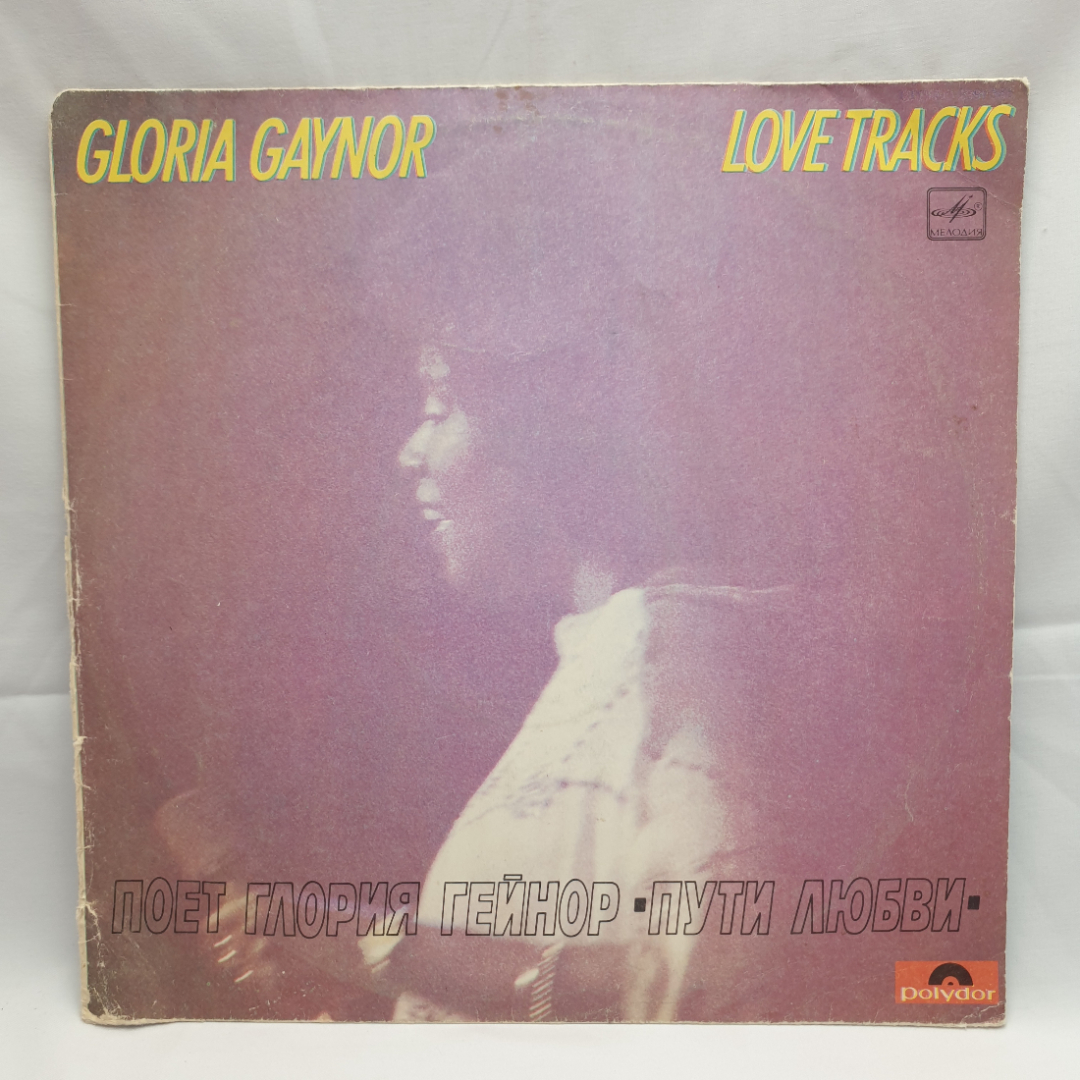 GLORIA GAYNOR
LOVE TRACKS
МЕЛОДИЯ
ПОЕТ ГЛОРИЯ ГЕЙНОР ·ПУТИ ЛЮБВИ·
polydor